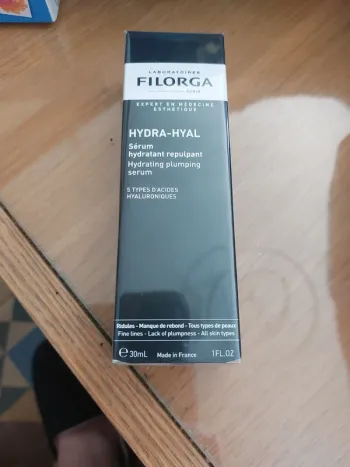 LABORATOIRES
FILORGA
PARIS
EXPERT EN MÉDECINE
ESTHÉTIQUE
HYDRA-HYAL
Sérum
hydratant repulpant
Hydrating plumping
serum
5 TYPES D'ACIDES
HYALURONIQUES
Ridules - Manque de rebond - Tous types de peaux
Fine lines - Lack of plumpness - All skin types
℮30mL Made in France 1FL.OZ